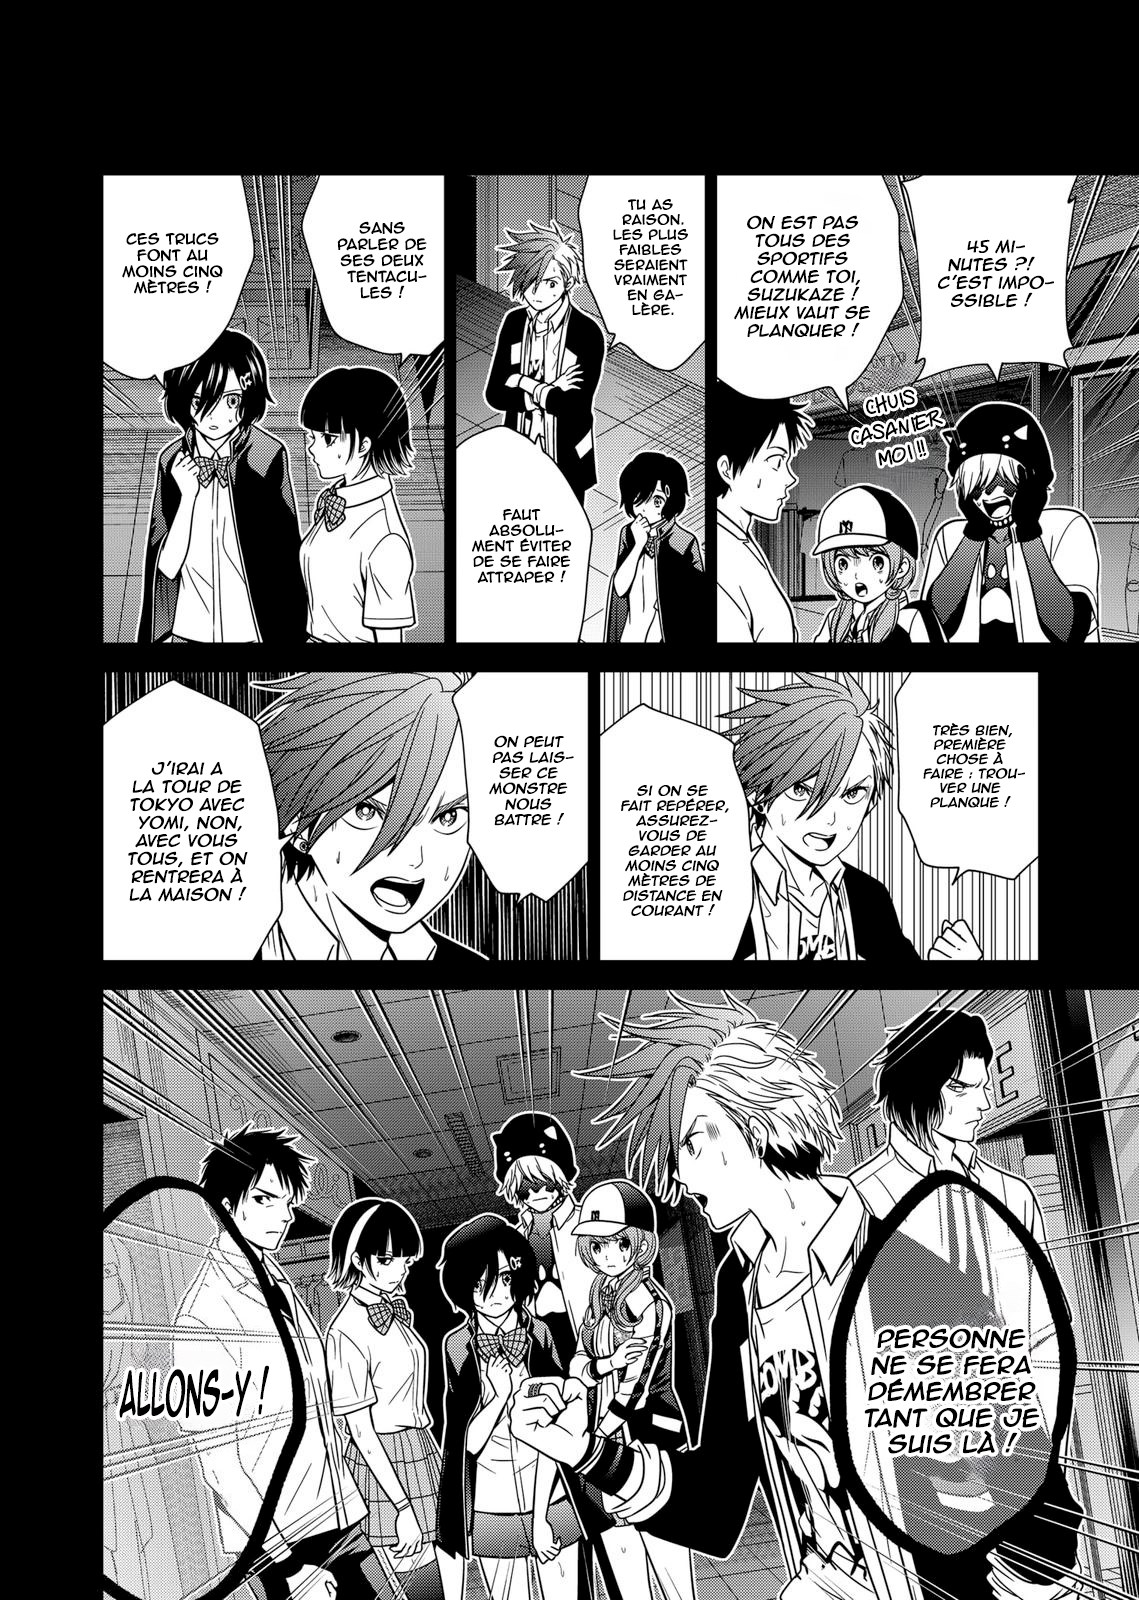 45 MI-
NUTES ?!
C'EST IMPO-
SSIBLE !
ON EST PAS
TOUS DES
SPORTIFS
COMME TOI,
SUZUKAZE !
MIEUX VAUT SE
PLANQUER !
CHUIS
CASANIER
MOI !!
TU AS
RAISON.
LES PLUS
FAIBLES
SERAIENT
VRAIMENT
EN GA-
LÈRE.
FAUT
ABSOLU-
MENT ÉVITER
DE SE FAIRE
ATTRAPER !
SANS
PARLER DE
SES DEUX
TENTACU-
LES !
CES TRUCS
FONT AU
MOINS CINQ
MÈTRES !
TRÈS BIEN,
PREMIÈRE
CHOSE À
FAIRE : TROU-
VER UNE
PLANQUE !
SI ON SE
FAIT REPÉRER,
ASSUREZ-
VOUS DE
GARDER AU
MOINS CINQ
MÈTRES DE
DISTANCE EN
COURANT !
ON PEUT
PAS LAIS-
SER CE
MONSTRE
NOUS
BATTRE !
J'IRAI A
LA TOUR DE
TOKYO AVEC
YOMI, NON,
AVEC VOUS
TOUS, ET ON
RENTRERA À
LA MAISON !
PERSONNE
NE SE FERA
DÉMEMBRER
TANT QUE JE
SUIS LÀ !
ALLONS-Y !